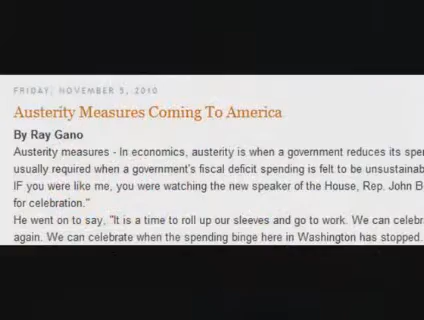 FRIDAY, NOVEMBER 5, 2010
Austerity Measures Coming To America
By Ray Gano
Austerity measures - In economics, austerity is when a government reduces its
usually required when a government's fiscal deficit spending is felt to be
IF you were like me, you were watching the new speaker of the House, Rep. John
for celebration."
He went on to say, "It is a time to roll up our sleeves and go to work. We can
again. We can celebrate when the spending binge here in Washington has stopped.